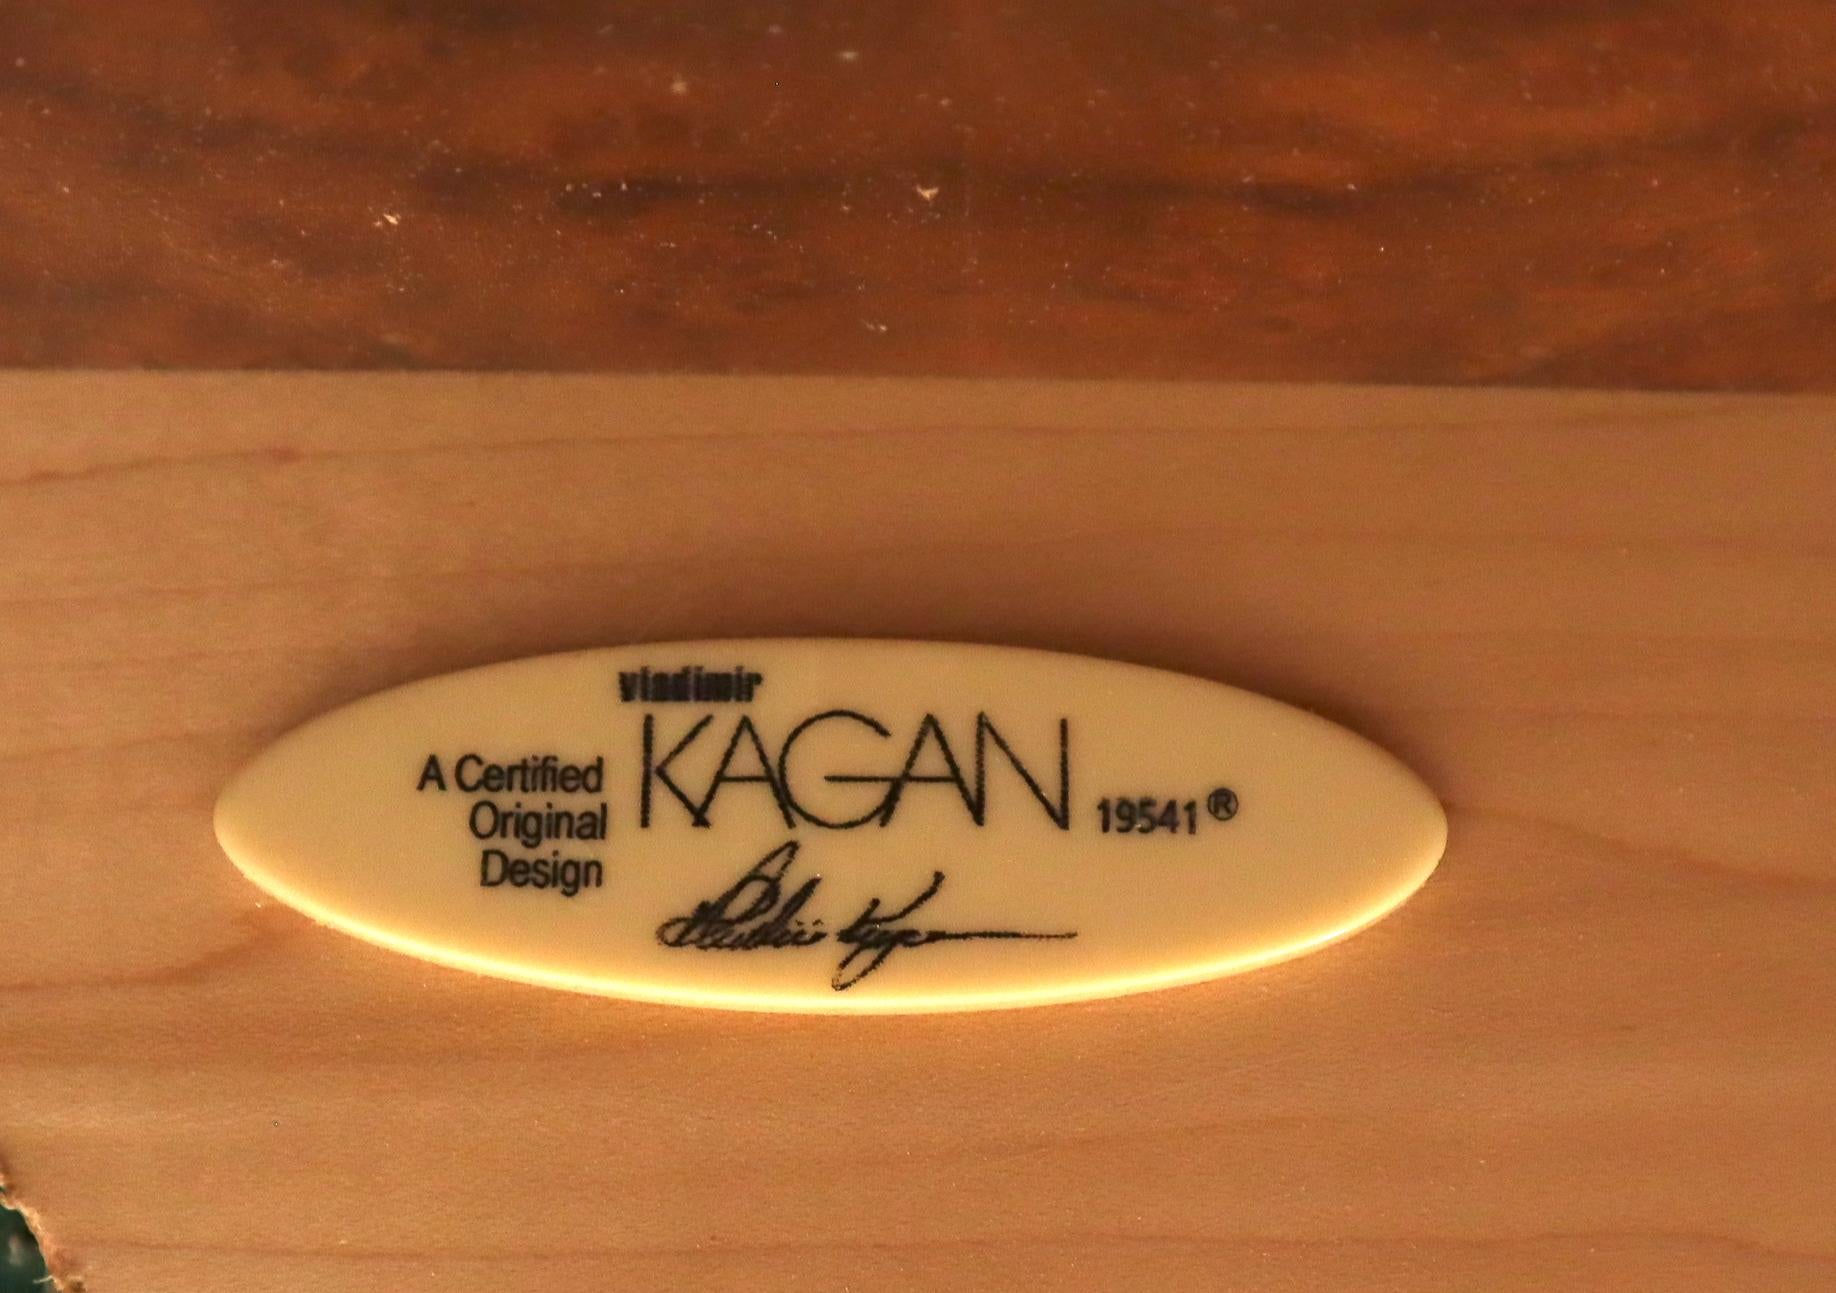 vladimir
KAGAN
A Certified
Original
Design
19541®